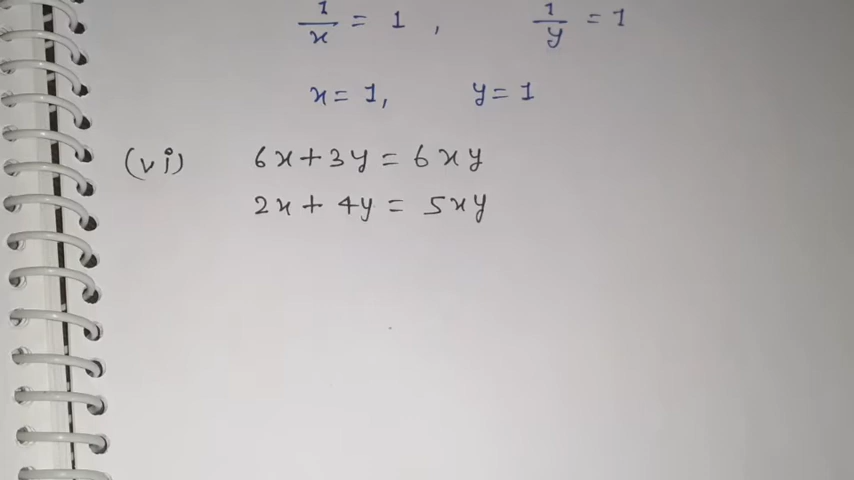 1/x = 1 , 1/y = 1
x = 1, y = 1
(vi) 6x + 3y = 6xy
2x + 4y = 5xy